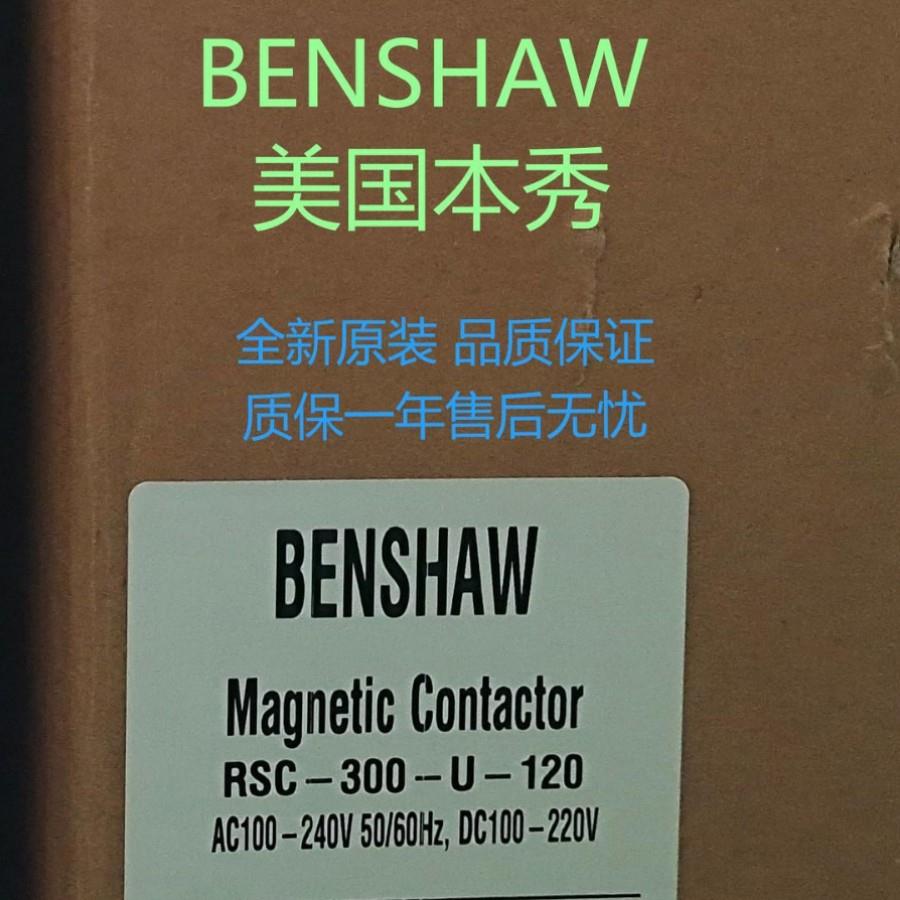 BENSHAW
美国本秀
全新原装 品质保证
质保一年售后无忧
BENSHAW
Magnetic Contactor
RSC-300--U-120
AC100-240V 50/60Hz, DC100-220V